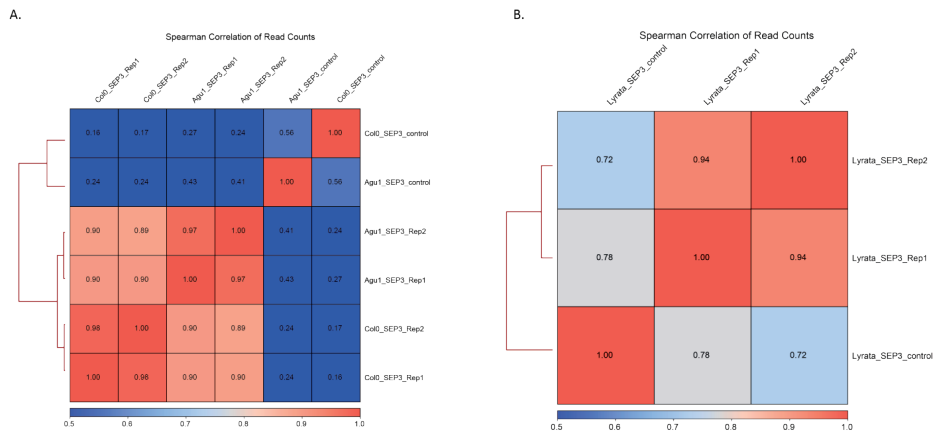 A.
Spearman Correlation of Read Counts
Col0_SEP3_Rep1 Col0_SEP3_Rep2 Agu1_SEP3_Rep1 Agu1_SEP3_Rep2 Agu1_SEP3_control Col0_SEP3_control
0.16 0.17 0.27 0.24 0.56 1.00 Col0_SEP3_control
0.24 0.24 0.43 0.41 1.00 0.56 Agu1_SEP3_control
0.90 0.89 0.97 1.00 0.41 0.24 Agu1_SEP3_Rep2
0.90 0.90 1.00 0.97 0.43 0.27 Agu1_SEP3_Rep1
0.98 1.00 0.90 0.89 0.24 0.17 Col0_SEP3_Rep2
1.00 0.98 0.90 0.90 0.24 0.16 Col0_SEP3_Rep1
0.5 0.6 0.7 0.8 0.9 1.0
B.
Spearman Correlation of Read Counts
Lyrata_SEP3_control Lyrata_SEP3_Rep1 Lyrata_SEP3_Rep2
0.72 0.94 1.00 Lyrata_SEP3_Rep2
0.78 1.00 0.94 Lyrata_SEP3_Rep1
1.00 0.78 0.72 Lyrata_SEP3_control
0.5 0.6 0.7 0.8 0.9 1.0